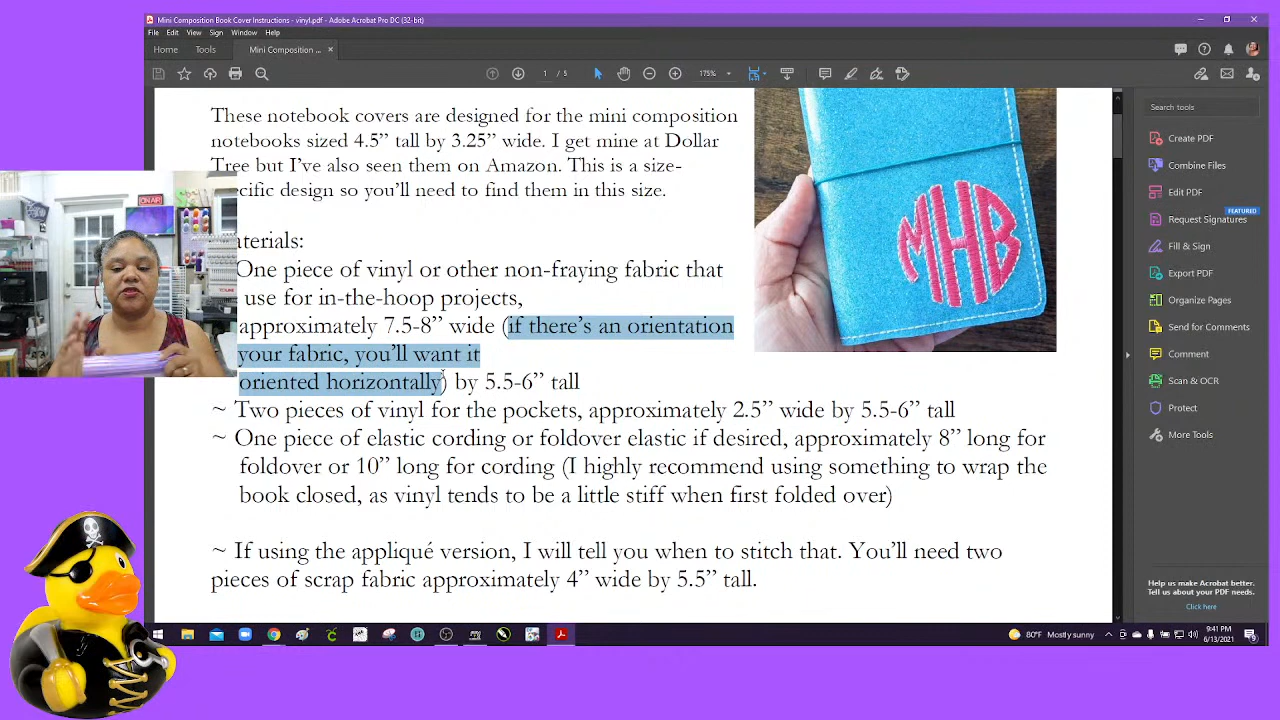 Mini Composition Book Cover Instructions - vinyl.pdf - Adobe Acrobat Pro DC (32-bit)
File Edit View Sign Window Help
Home Tools Mini Composition ... ×
1 / 5 175%
These notebook covers are designed for the mini composition
notebooks sized 4.5” tall by 3.25” wide. I get mine at Dollar
Tree but I’ve also seen them on Amazon. This is a size-
design so you’ll need to find them in this size.
One piece of vinyl or other non-fraying fabric that
use for in-the-hoop projects,
approximately 7.5-8” wide (if there’s an orientation
your fabric, you’ll want it
oriented horizontally) by 5.5-6” tall
~ Two pieces of vinyl for the pockets, approximately 2.5” wide by 5.5-6” tall
~ One piece of elastic cording or foldover elastic if desired, approximately 8” long for
foldover or 10” long for cording (I highly recommend using something to wrap the
book closed, as vinyl tends to be a little stiff when first folded over)
~ If using the appliqué version, I will tell you when to stitch that. You’ll need two
pieces of scrap fabric approximately 4” wide by 5.5” tall.
MHB
ON AIR
Search tools
Create PDF
Combine Files
Edit PDF
FEATURED
Request Signatures
Fill & Sign
Export PDF
Organize Pages
Send for Comments
Comment
Scan & OCR
Protect
More Tools
Help us make Acrobat better.
Tell us about your PDF needs.
Click here
80°F Mostly sunny
9:41 PM
6/13/2021